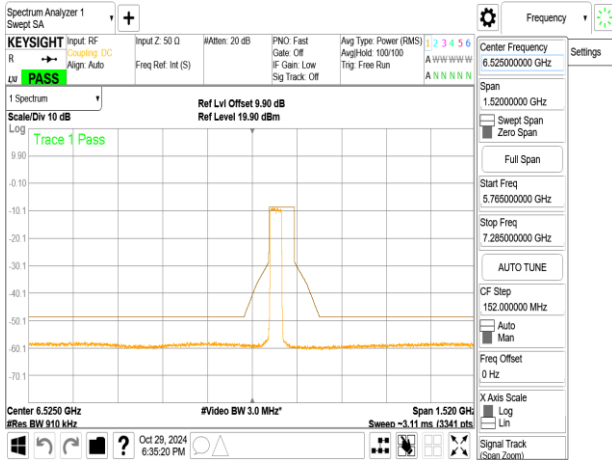 Spectrum Analyzer 1
Swept SA
Frequency
Settings
KEYSIGHT
R
LXI
PASS
Input: RF
Coupling: DC
Align: Auto
Input Z: 50 Ω
Freq Ref: Int (S)
#Atten: 20 dB
PNO: Fast
Gate: Off
IF Gain: Low
Sig Track: Off
Avg Type: Power (RMS)
Avg|Hold: 100/100
Trig: Free Run
1 2 3 4 5 6
A W W W W W
A N N N N N
1 Spectrum
Scale/Div 10 dB
Log
Ref Lvl Offset 9.90 dB
Ref Level 19.90 dBm
Trace 1 Pass
9.90
-0.10
-10.1
-20.1
-30.1
-40.1
-50.1
-60.1
-70.1
Center 6.5250 GHz
#Res BW 910 kHz
#Video BW 3.0 MHz*
Span 1.520 GHz
Sweep ~3.11 ms (3341 pts
Oct 29, 2024
6:35:20 PM
Center Frequency
6.525000000 GHz
Span
1.52000000 GHz
Swept Span
Zero Span
Full Span
Start Freq
5.765000000 GHz
Stop Freq
7.285000000 GHz
AUTO TUNE
CF Step
152.000000 MHz
Auto
Man
Freq Offset
0 Hz
X Axis Scale
Log
Lin
Signal Track
(Span Zoom)